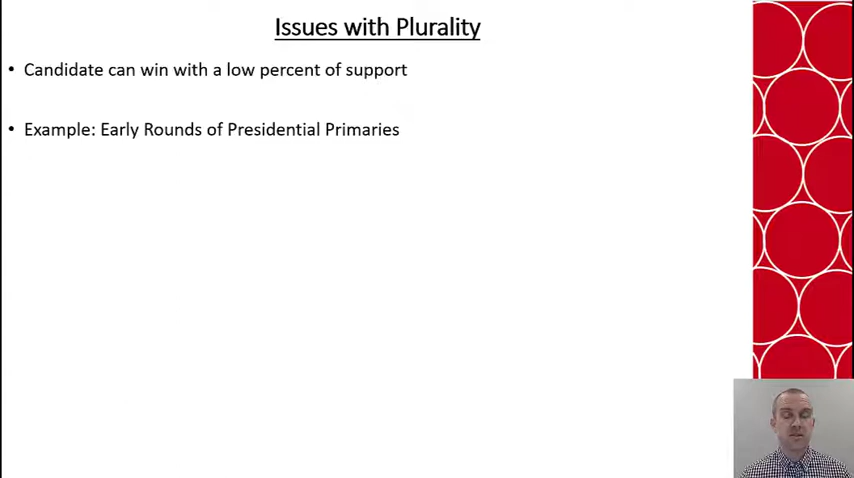 Issues with Plurality
• Candidate can win with a low percent of support
• Example: Early Rounds of Presidential Primaries